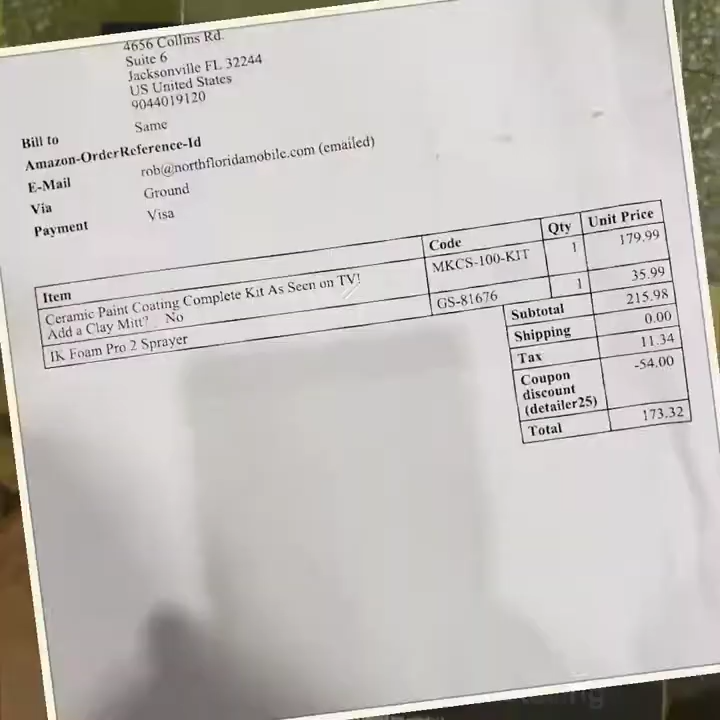 4656 Collins Rd.
Suite 6
Jacksonville FL 32244
US United States
9044019120
Bill to Same
Amazon-OrderReference-Id
E-Mail rob@northfloridamobile.com (emailed)
Via Ground
Payment Visa
Item Code Qty Unit Price
Ceramic Paint Coating Complete Kit As Seen on TV! MKCS-100-KIT 1 179.99
Add a Clay Mitt? No
IK Foam Pro 2 Sprayer GS-81676 1 35.99
Subtotal 215.98
Shipping 0.00
Tax 11.34
Coupon discount (detailer25) -54.00
Total 173.32